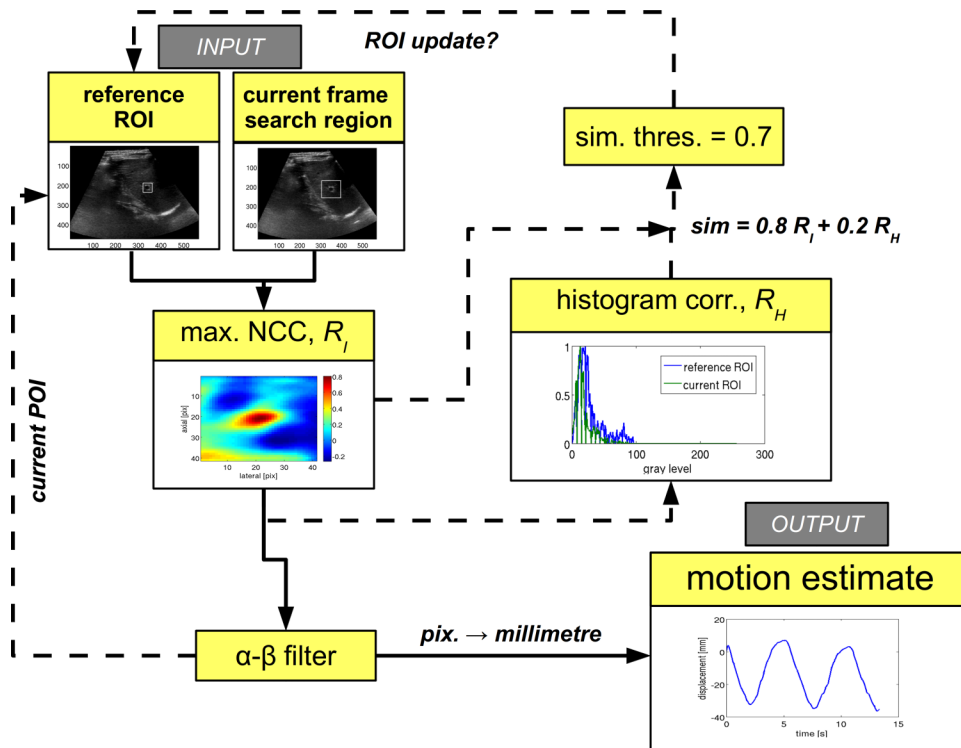 INPUT
ROI update?
reference
ROI
current frame
search region
100
200
300
400
100 200 300 400 500
100
200
300
400
100 200 300 400 500
sim. thres. = 0.7
sim = 0.8 R_I + 0.2 R_H
max. NCC, R_I
axial [pix]
10
20
30
40
10 20 30 40
lateral [pix]
0.8
0.6
0.4
0.2
0
-0.2
histogram corr., R_H
1
0.5
0
0 100 200 300
gray level
reference ROI
current ROI
current POI
OUTPUT
motion estimate
α-β filter
pix. → millimetre
displacement [mm]
20
0
-20
-40
0 5 10 15
time [s]